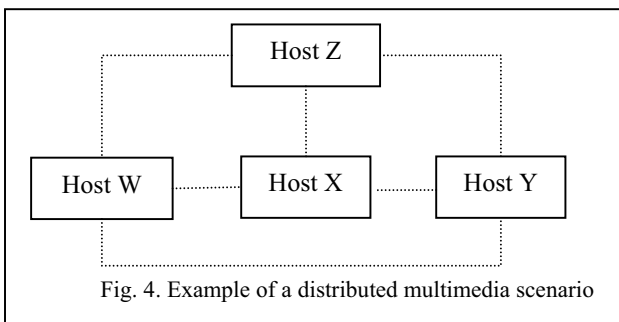 Host Z
Host W
Host X
Host Y
Fig. 4. Example of a distributed multimedia scenario